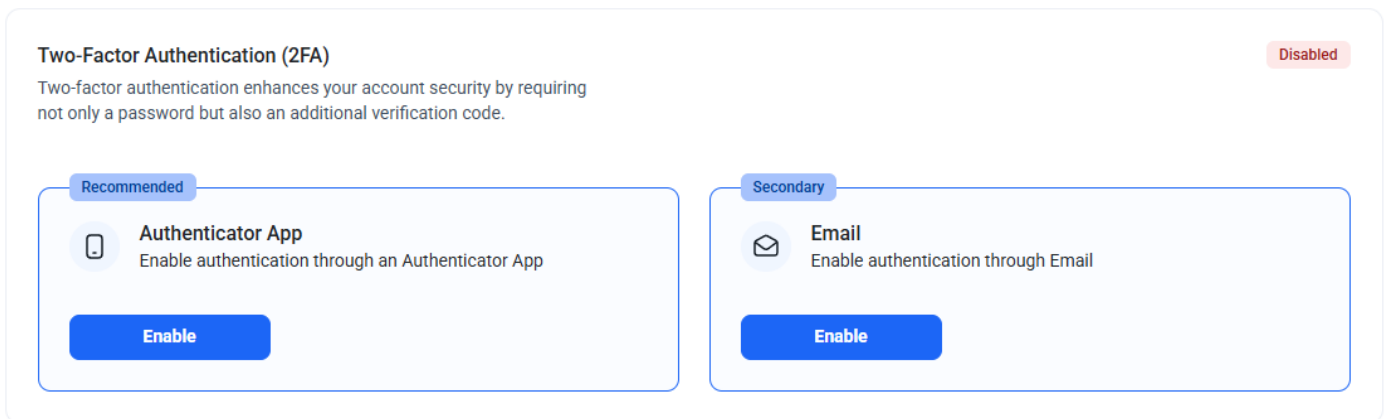 Two-Factor Authentication (2FA)
Disabled
Two-factor authentication enhances your account security by requiring
not only a password but also an additional verification code.
Recommended
Authenticator App
Enable authentication through an Authenticator App
Enable
Secondary
Email
Enable authentication through Email
Enable